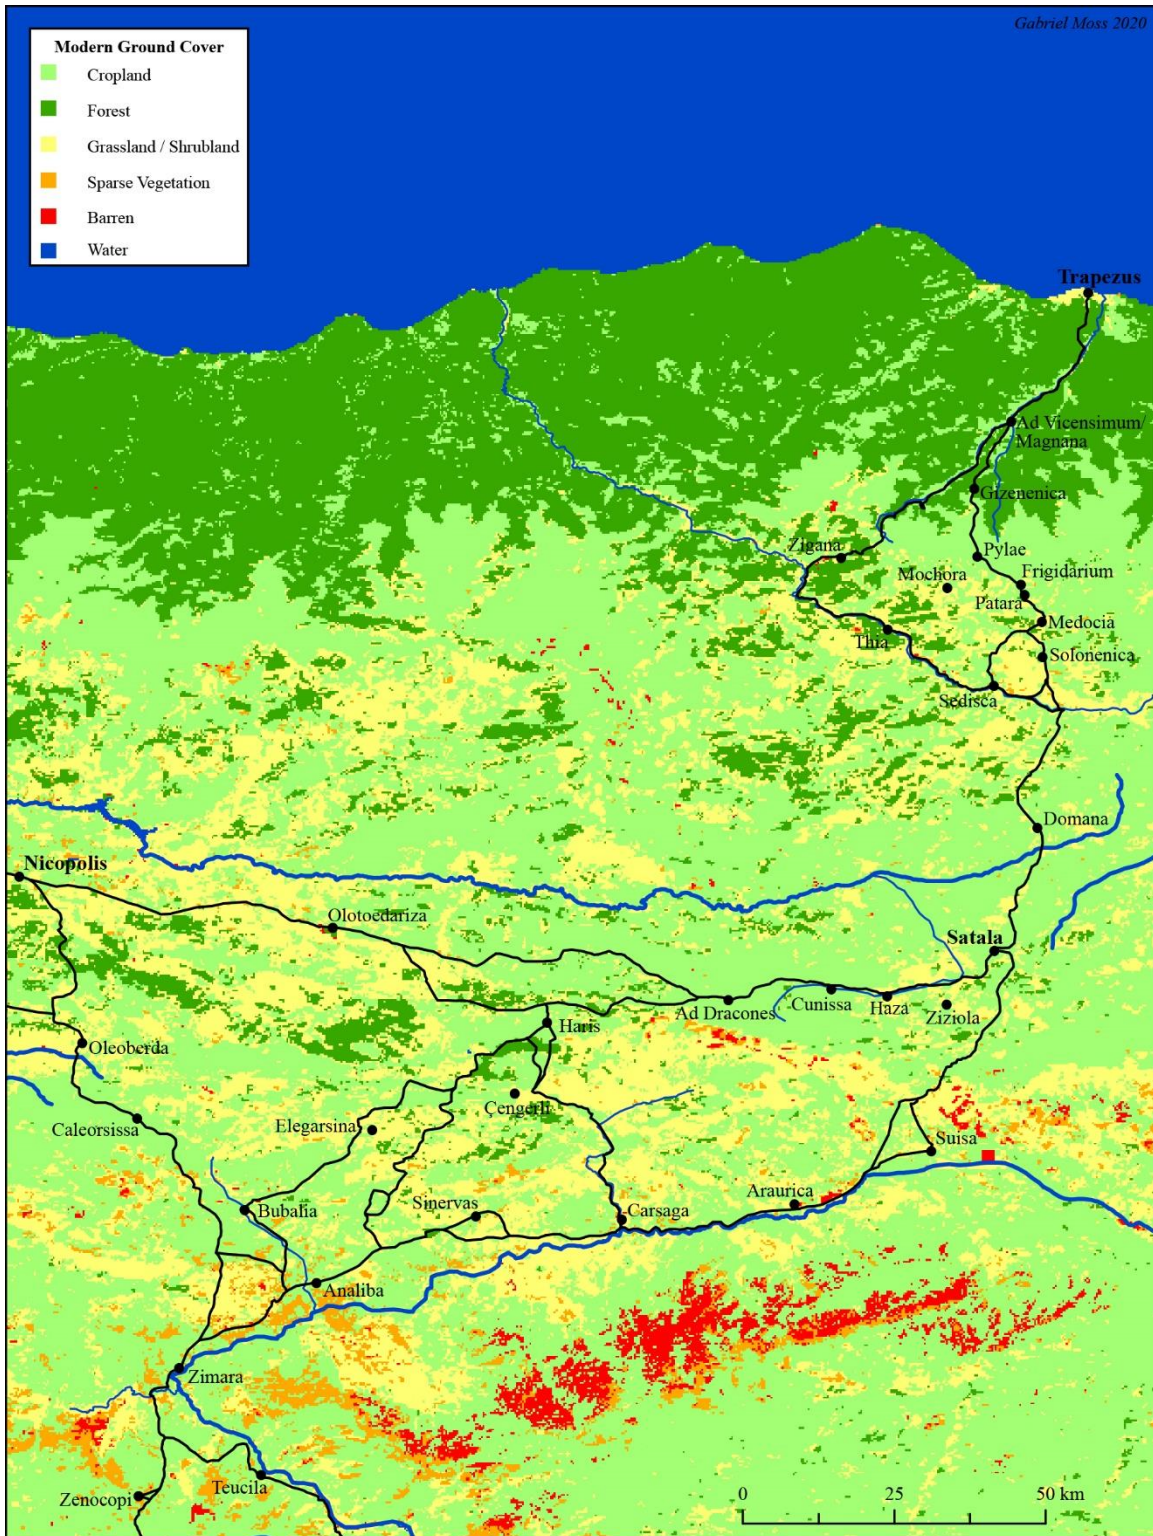 Gabriel Moss 2020
Modern Ground Cover
Cropland
Forest
Grassland / Shrubland
Sparse Vegetation
Barren
Water
Trapezus
Ad Vicensimum/
Magnana
Gizenenica
Zigana
Pylae
Mochora
Frigidarium
Patara
Medocia
Thia
Solonenica
Sedisca
Domana
Nicopolis
Olotoedariza
Satala
Ad Dracones
Cunissa
Haza
Ziziola
Haris
Oleoberda
Çengerli
Caleorsissa
Elegarsina
Suisa
Araurica
Sinervas
Bubalia
Carsaga
Analiba
Zimara
Teucila
Zenocopi
0 25 50 km